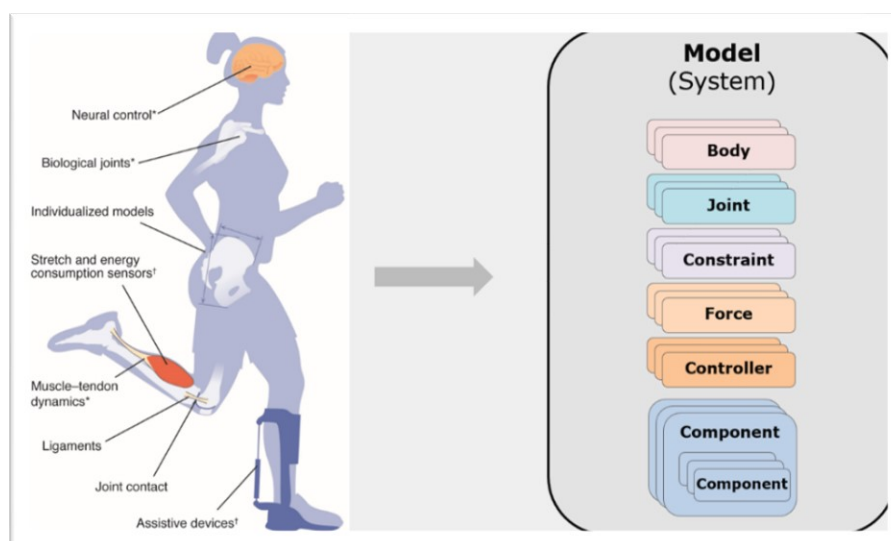 Neural control*
Biological joints*
Individualized models
Stretch and energy
consumption sensors†
Muscle–tendon
dynamics*
Ligaments
Joint contact
Assistive devices†
Model
(System)
Body
Joint
Constraint
Force
Controller
Component
Component